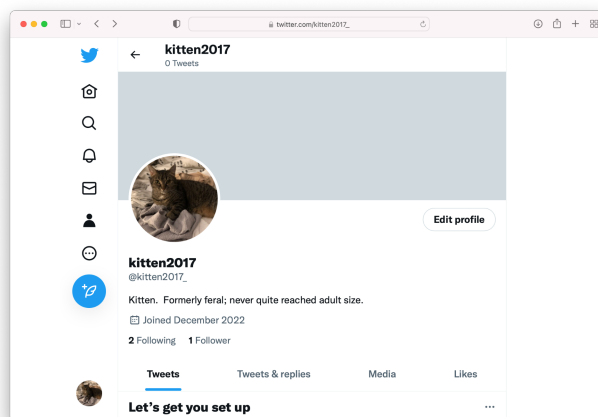 twitter.com/kitten2017_
kitten2017
0 Tweets
Edit profile
kitten2017
@kitten2017_
Kitten. Formerly feral; never quite reached adult size.
Joined December 2022
2 Following 1 Follower
Tweets Tweets & replies Media Likes
Let's get you set up